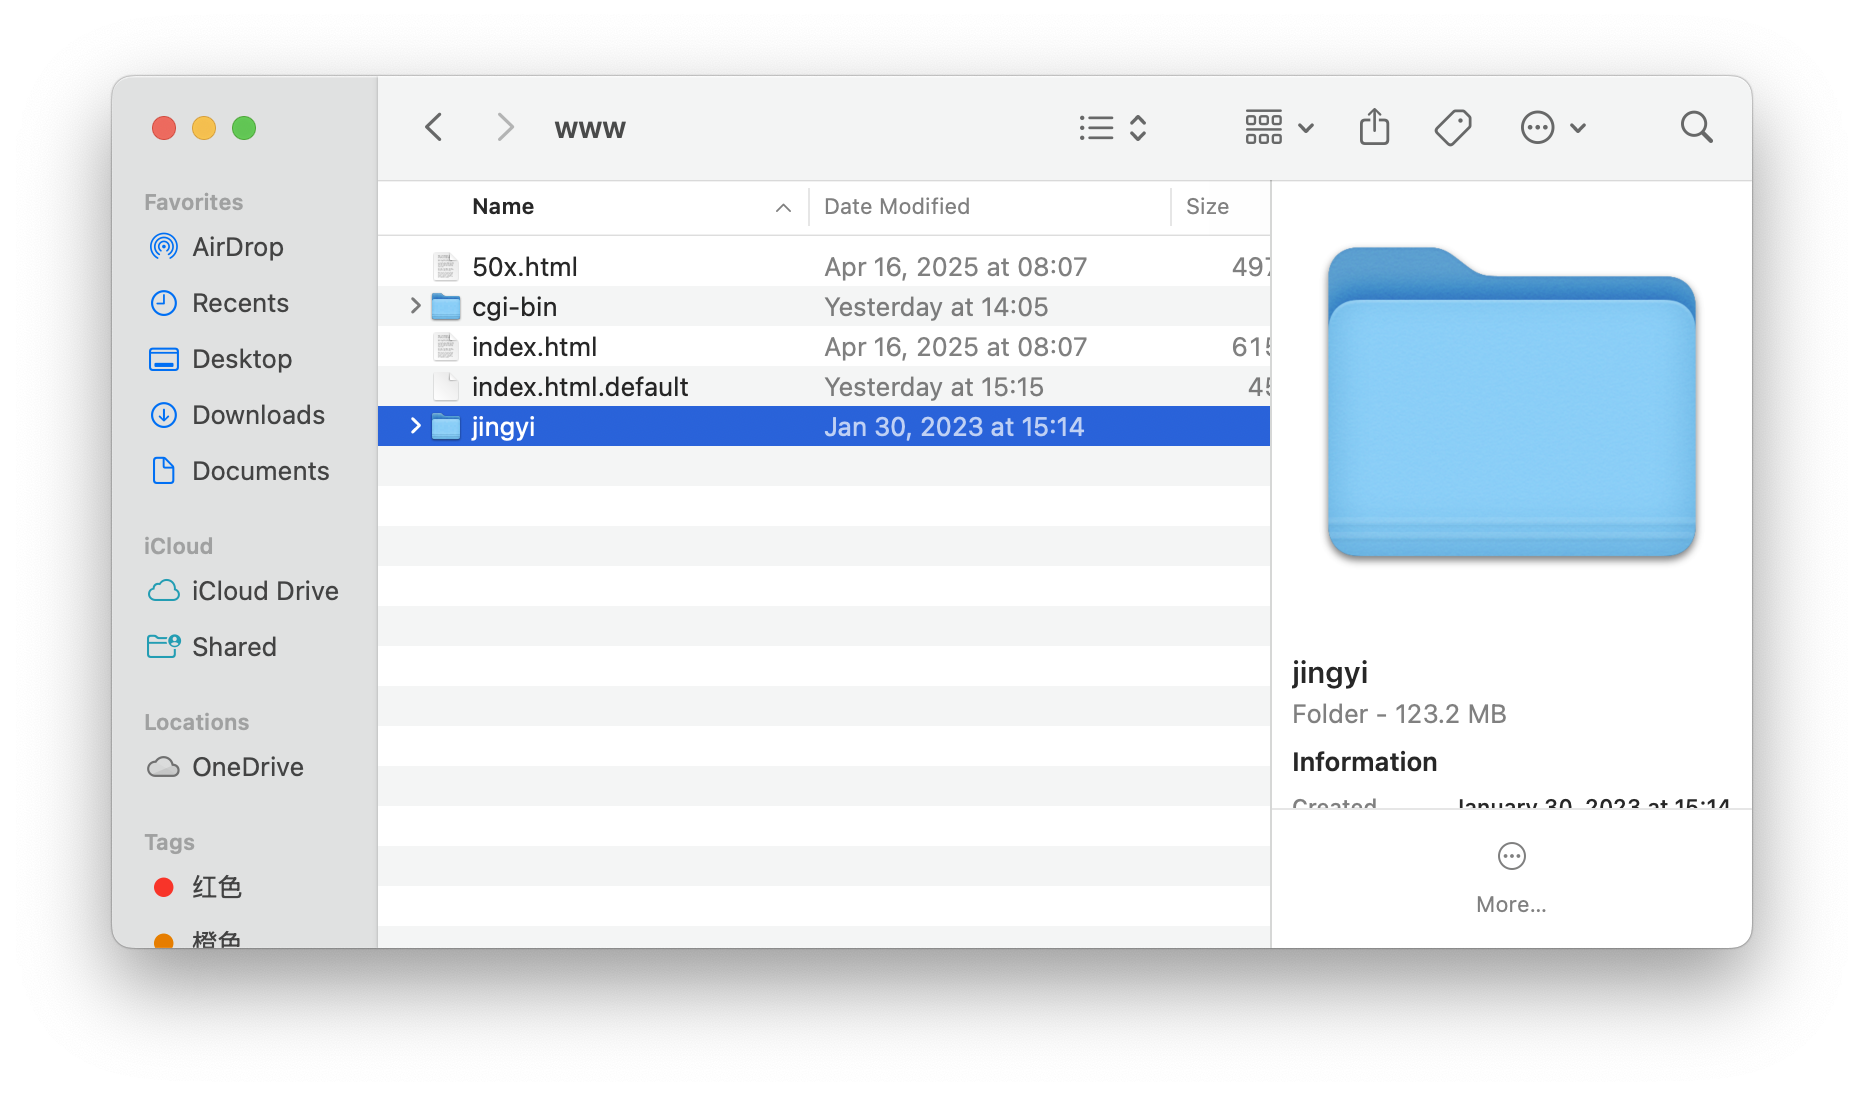 www
Favorites
AirDrop
Recents
Desktop
Downloads
Documents
iCloud
iCloud Drive
Shared
Locations
OneDrive
Tags
红色
橙色
Name Date Modified Size
50x.html Apr 16, 2025 at 08:07 497
cgi-bin Yesterday at 14:05
index.html Apr 16, 2025 at 08:07 615
index.html.default Yesterday at 15:15 45
jingyi Jan 30, 2023 at 15:14
jingyi
Folder - 123.2 MB
Information
Created January 30, 2023 at 15:14
More...